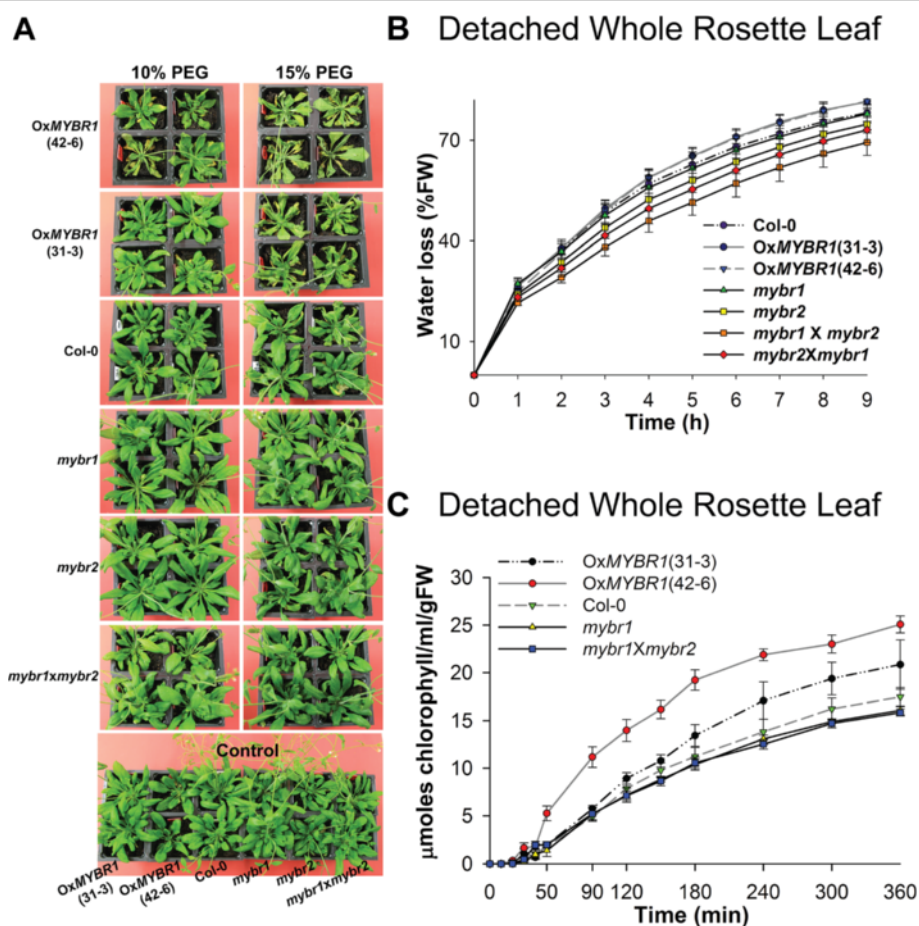 A
10% PEG 15% PEG
OxMYBR1
(42-6)
OxMYBR1
(31-3)
Col-0
mybr1
mybr2
mybr1xmybr2
Control
OxMYBR1
(31-3)
OxMYBR1
(42-6)
Col-0
mybr1
mybr2
mybr1xmybr2
B Detached Whole Rosette Leaf
Water loss (%FW)
70
40
10
Col-0
OxMYBR1(31-3)
OxMYBR1(42-6)
mybr1
mybr2
mybr1 X mybr2
mybr2Xmybr1
0 1 2 3 4 5 6 7 8 9
Time (h)
C Detached Whole Rosette Leaf
µmoles chlorophyll/ml/gFW
30
25
20
15
10
5
0
OxMYBR1(31-3)
OxMYBR1(42-6)
Col-0
mybr1
mybr1Xmybr2
0 50 90 120 180 240 300 360
Time (min)